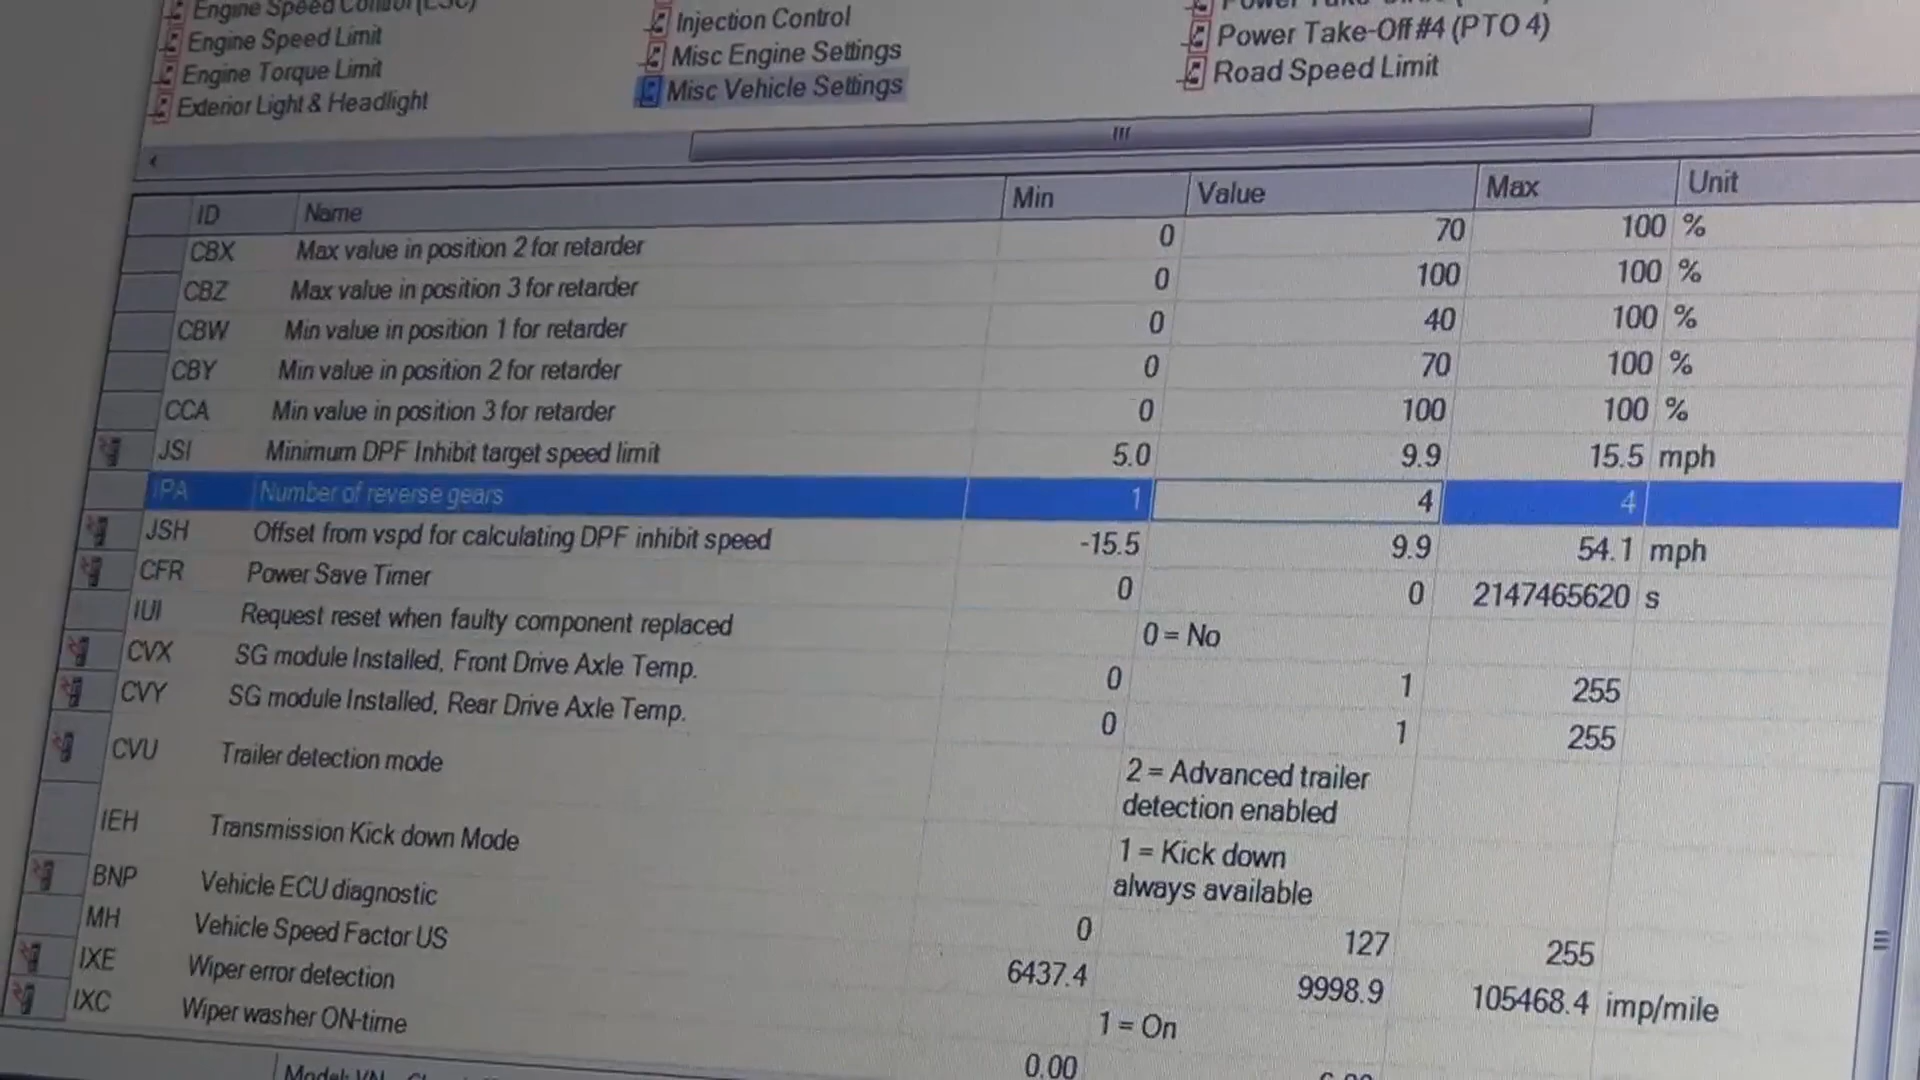 Engine Speed Control (ESC)
Engine Speed Limit
Engine Torque Limit
Exterior Light & Headlight
Injection Control
Misc Engine Settings
Misc Vehicle Settings
Power Take-Off #4 (PTO 4)
Road Speed Limit
ID Name Min Value Max Unit
CBX Max value in position 2 for retarder 0 70 100 %
CBZ Max value in position 3 for retarder 0 100 100 %
CBW Min value in position 1 for retarder 0 40 100 %
CBY Min value in position 2 for retarder 0 70 100 %
CCA Min value in position 3 for retarder 0 100 100 %
JSI Minimum DPF Inhibit target speed limit 5.0 9.9 15.5 mph
IPA Number of reverse gears 1 4 4
JSH Offset from vspd for calculating DPF inhibit speed -15.5 9.9 54.1 mph
CFR Power Save Timer 0 0 2147465620 s
IUI Request reset when faulty component replaced 0 = No
CVX SG module Installed, Front Drive Axle Temp. 0 1 255
CVY SG module Installed, Rear Drive Axle Temp. 0 1 255
CVU Trailer detection mode 2 = Advanced trailer
detection enabled
IEH Transmission Kick down Mode 1 = Kick down
always available
BNP Vehicle ECU diagnostic 0 127 255
MH Vehicle Speed Factor US 6437.4 9998.9 105468.4 imp/mile
IXE Wiper error detection 1 = On
IXC Wiper washer ON-time 0.00